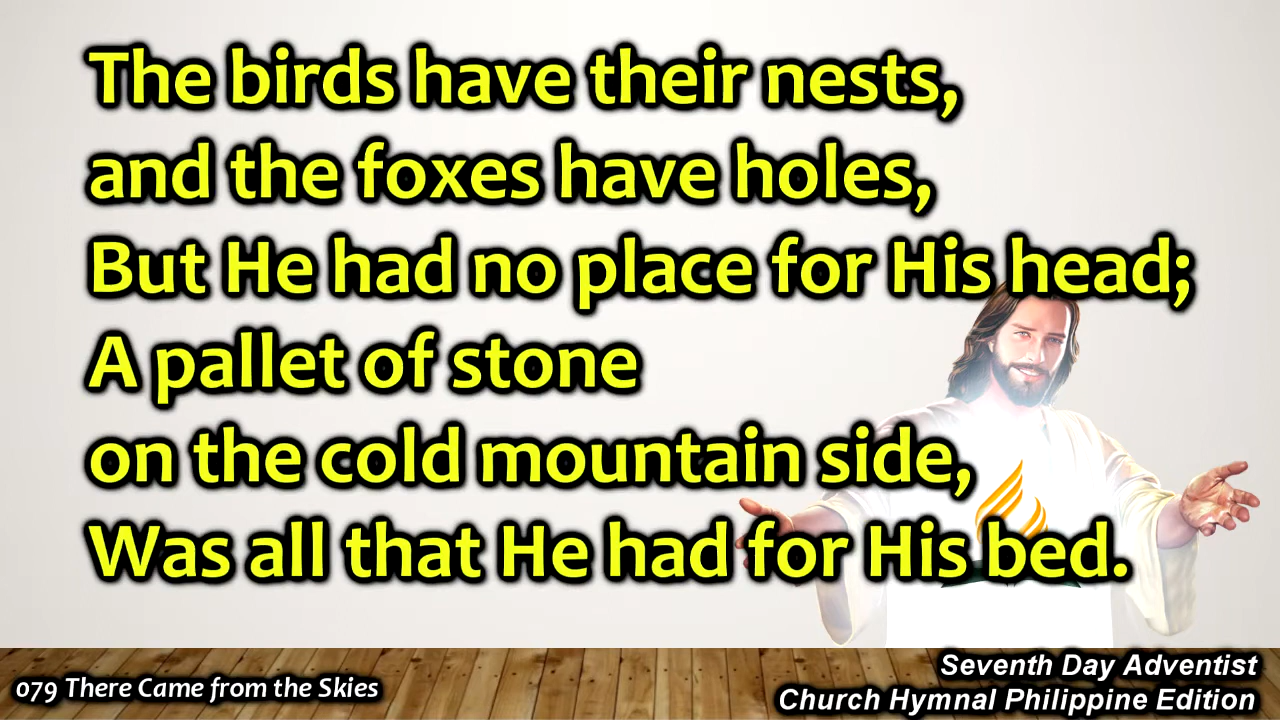 The birds have their nests,
and the foxes have holes,
But He had no place for His head;
A pallet of stone
on the cold mountain side,
Was all that He had for His bed.
079 There Came from the Skies
Seventh Day Adventist
Church Hymnal Philippine Edition